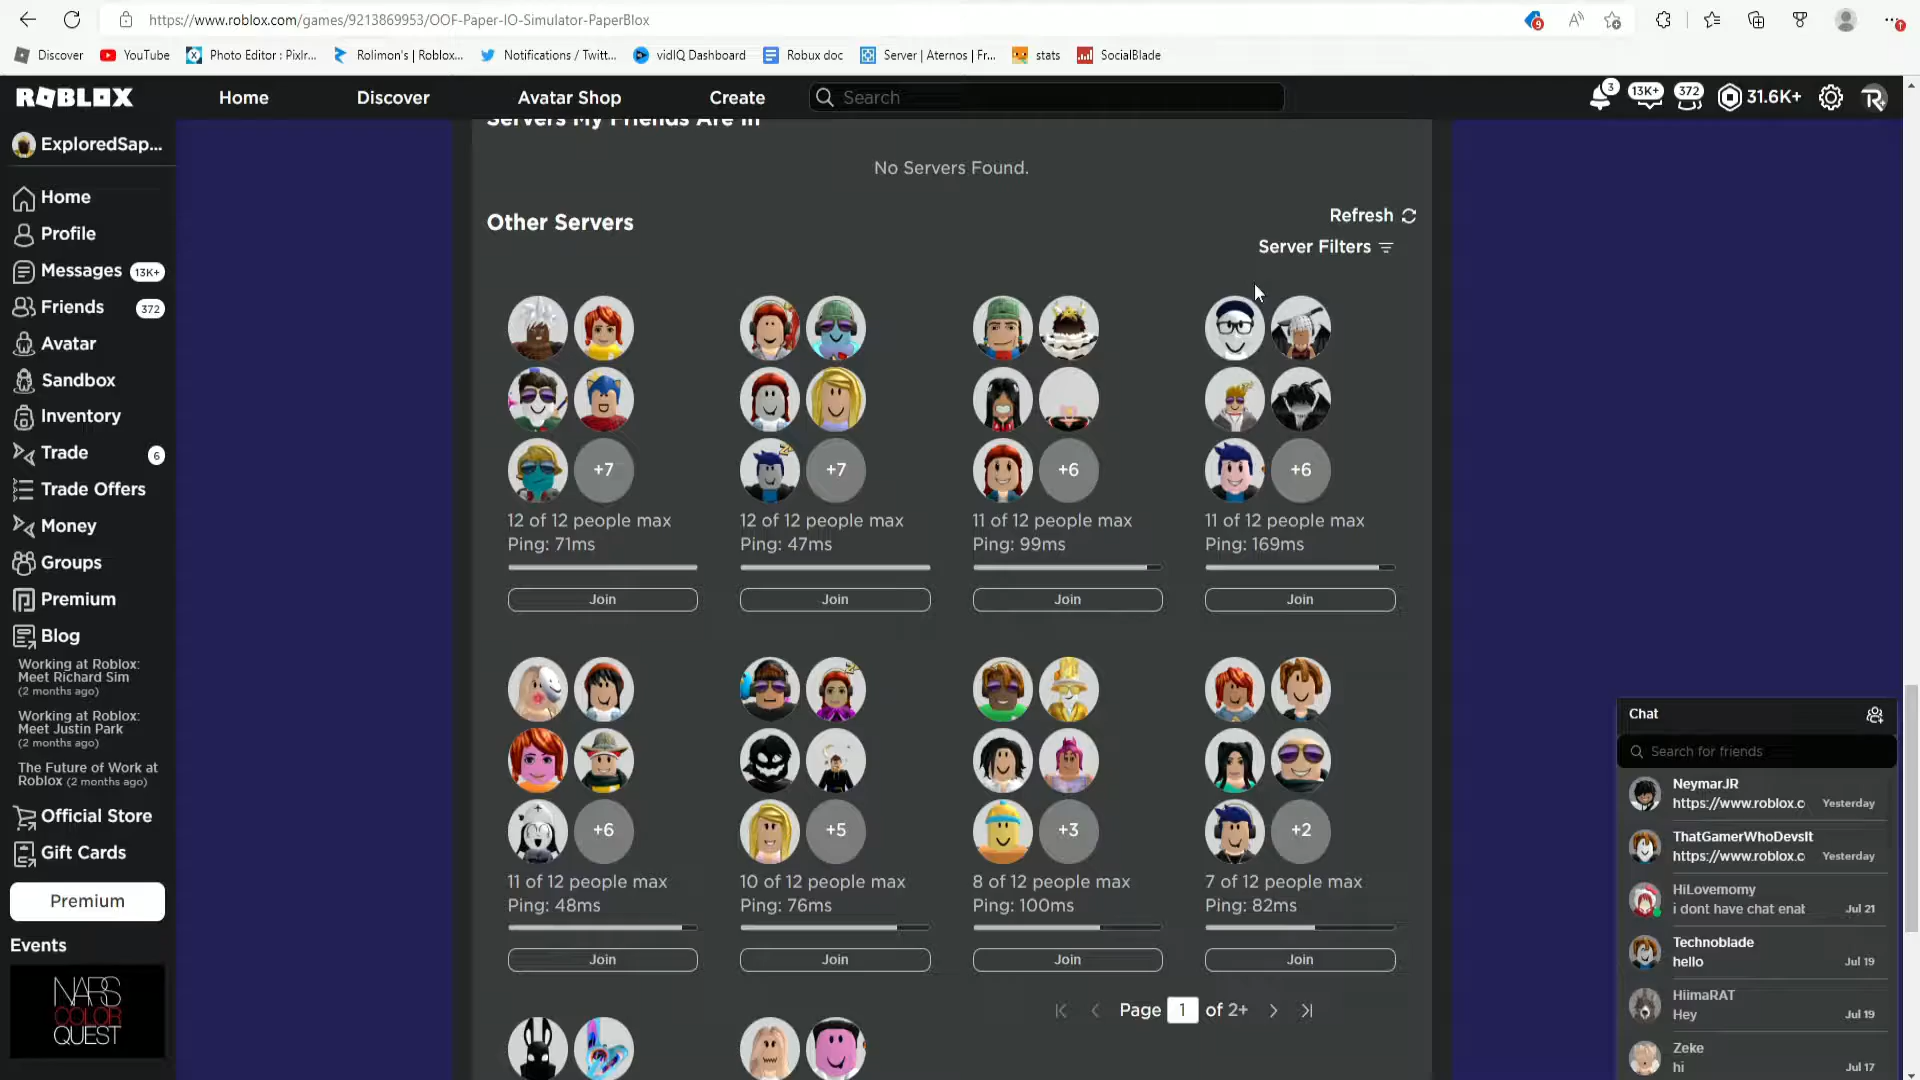 https://www.roblox.com/games/9213869953/OOF-Paper-IO-Simulator-PaperBlox
9
Discover
YouTube
Photo Editor : Pixlr...
Rolimon's | Roblox...
Notifications / Twitt...
vidIQ Dashboard
Robux doc
Server | Aternos | Fr...
stats
SocialBlade
ROBLOX
Home
Discover
Avatar Shop
Create
Search
3
13K+
372
31.6K+
ExploredSap...
Home
Profile
Messages 13K+
Friends 372
Avatar
Sandbox
Inventory
Trade 6
Trade Offers
Money
Groups
Premium
Blog
Working at Roblox:
Meet Richard Sim
(2 months ago)
Working at Roblox:
Meet Justin Park
(2 months ago)
The Future of Work at
Roblox (2 months ago)
Official Store
Gift Cards
Premium
Events
NARS
COLOR
QUEST
Servers My Friends Are In
No Servers Found.
Other Servers
Refresh
Server Filters
+7
12 of 12 people max
Ping: 71ms
Join
+7
12 of 12 people max
Ping: 47ms
Join
+6
11 of 12 people max
Ping: 99ms
Join
+6
11 of 12 people max
Ping: 169ms
Join
+6
11 of 12 people max
Ping: 48ms
Join
+5
10 of 12 people max
Ping: 76ms
Join
+3
8 of 12 people max
Ping: 100ms
Join
+2
7 of 12 people max
Ping: 82ms
Join
Page 1 of 2+
Chat
Search for friends
NeymarJR
https://www.roblox.c Yesterday
ThatGamerWhoDevsIt
https://www.roblox.c Yesterday
HiLovemomy
i dont have chat enat Jul 21
Technoblade
hello Jul 19
HiimaRAT
Hey Jul 19
Zeke
hi Jul 17